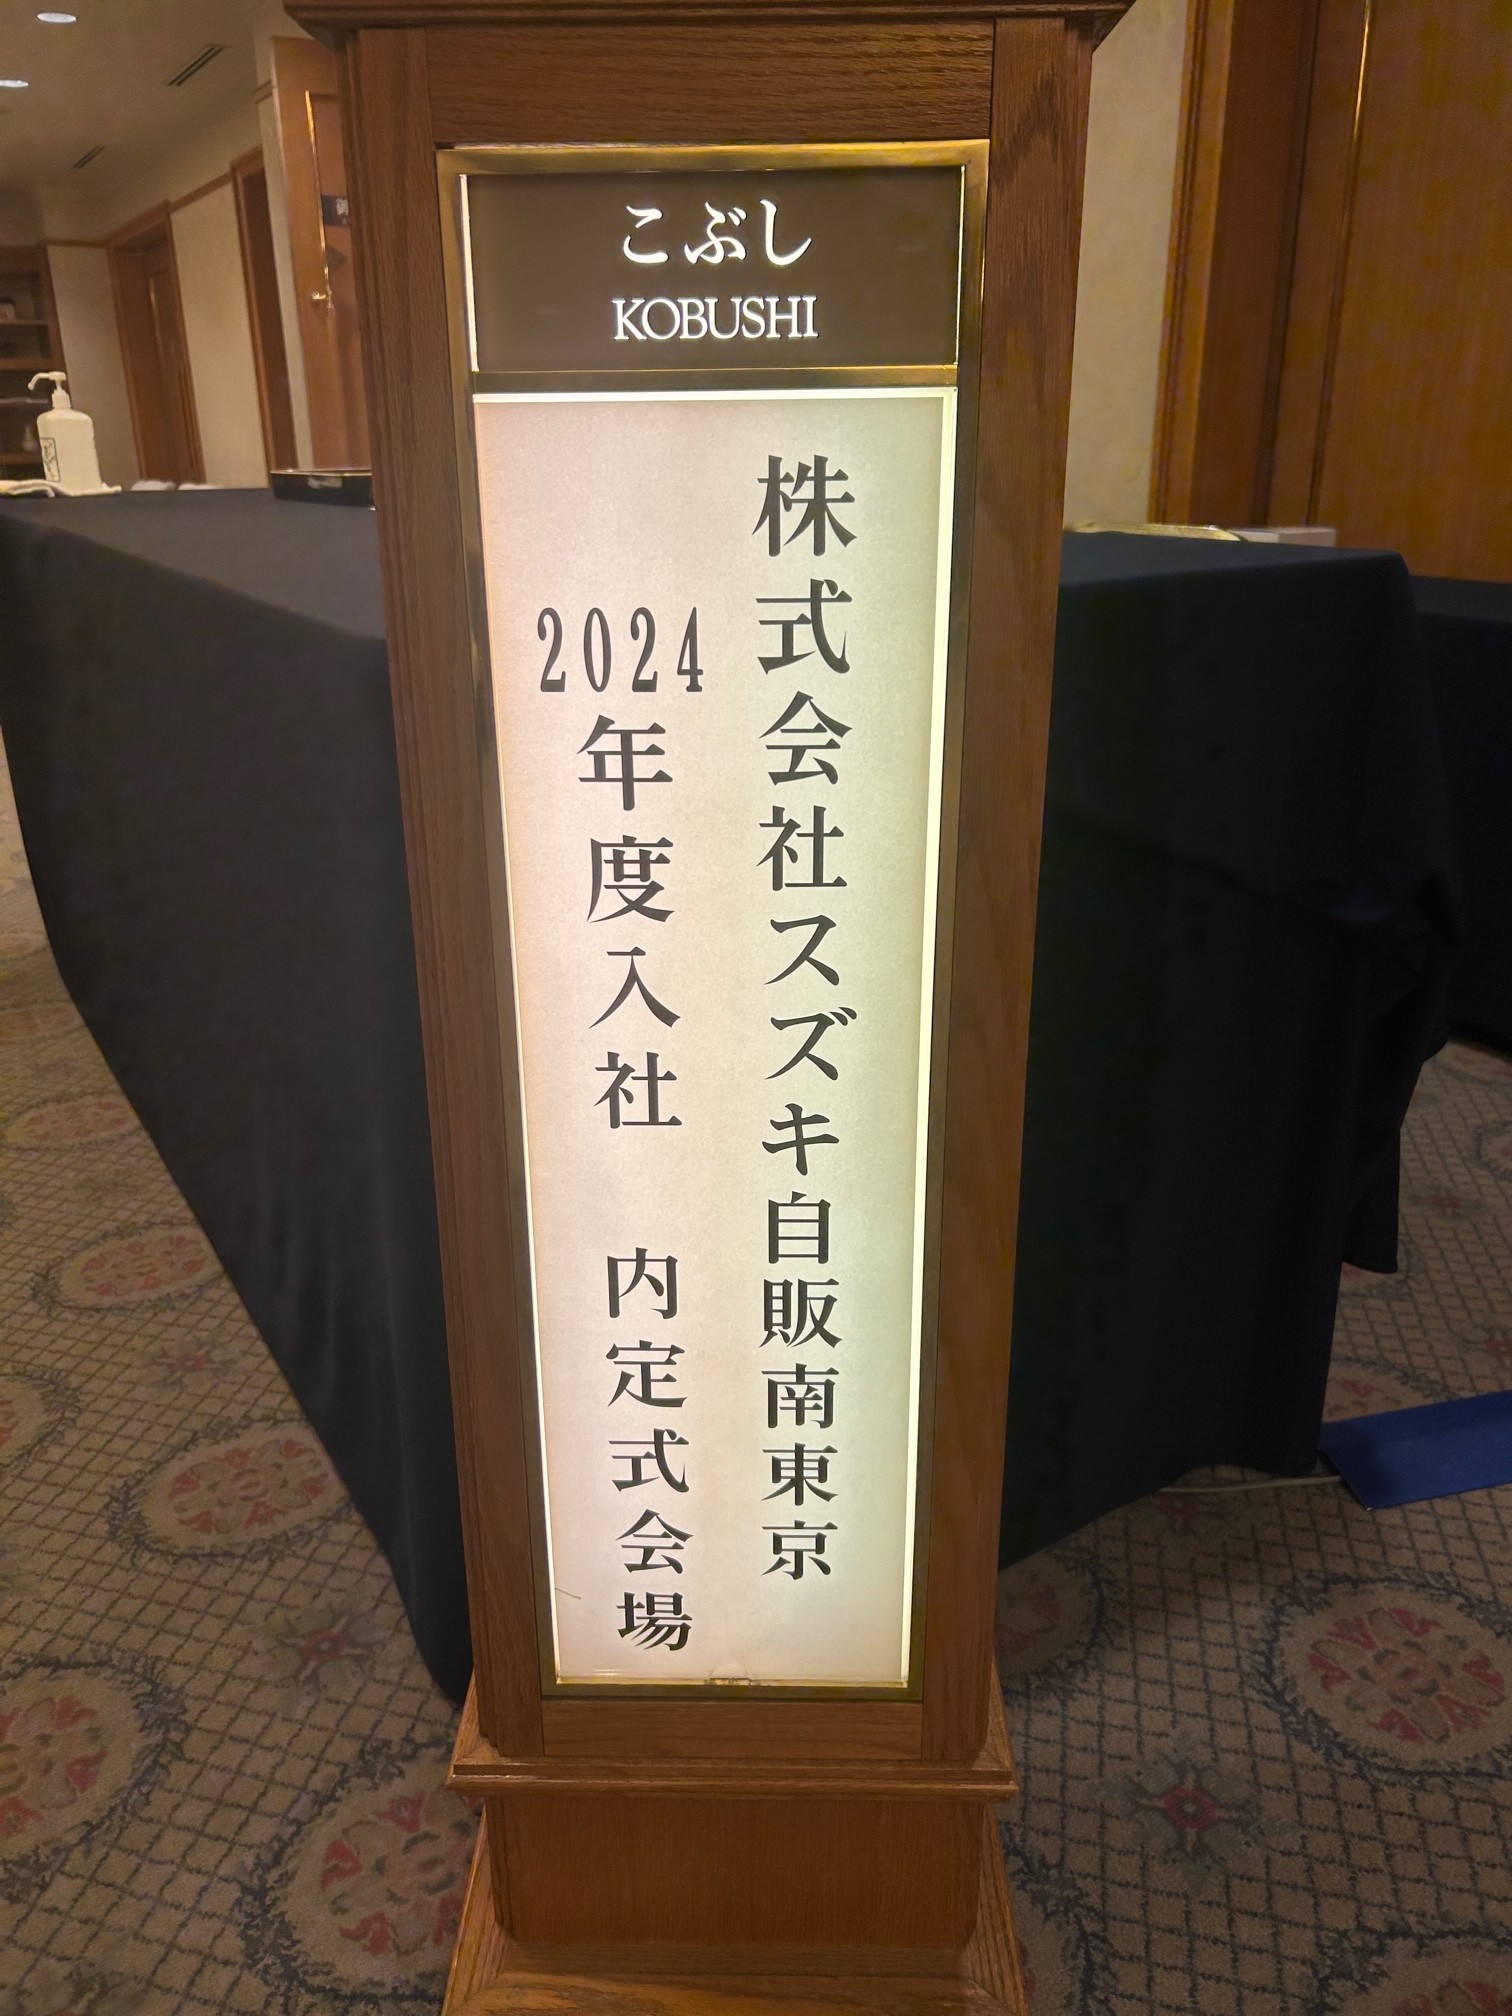 こぶし
KOBUSHI
株式会社スズキ自販南東京
2024年度入社 内定式会場